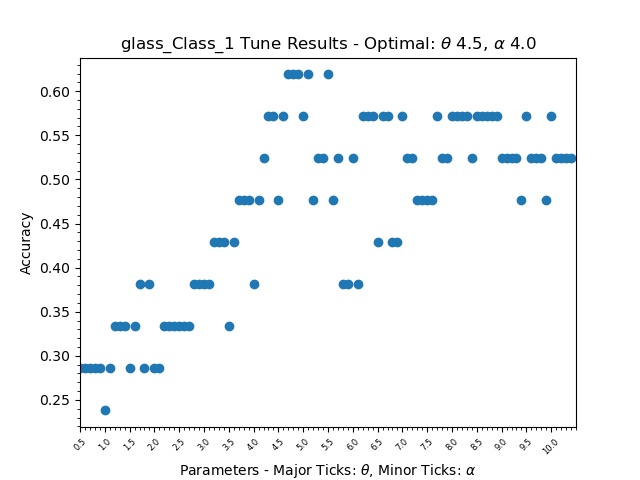 glass_Class_1 Tune Results - Optimal: θ 4.5, α 4.0
Accuracy
0.60
0.55
0.50
0.45
0.40
0.35
0.30
0.25
0.5 1.0 1.5 2.0 2.5 3.0 3.5 4.0 4.5 5.0 5.5 6.0 6.5 7.0 7.5 8.0 8.5 9.0 9.5 10.0
Parameters - Major Ticks: θ, Minor Ticks: α